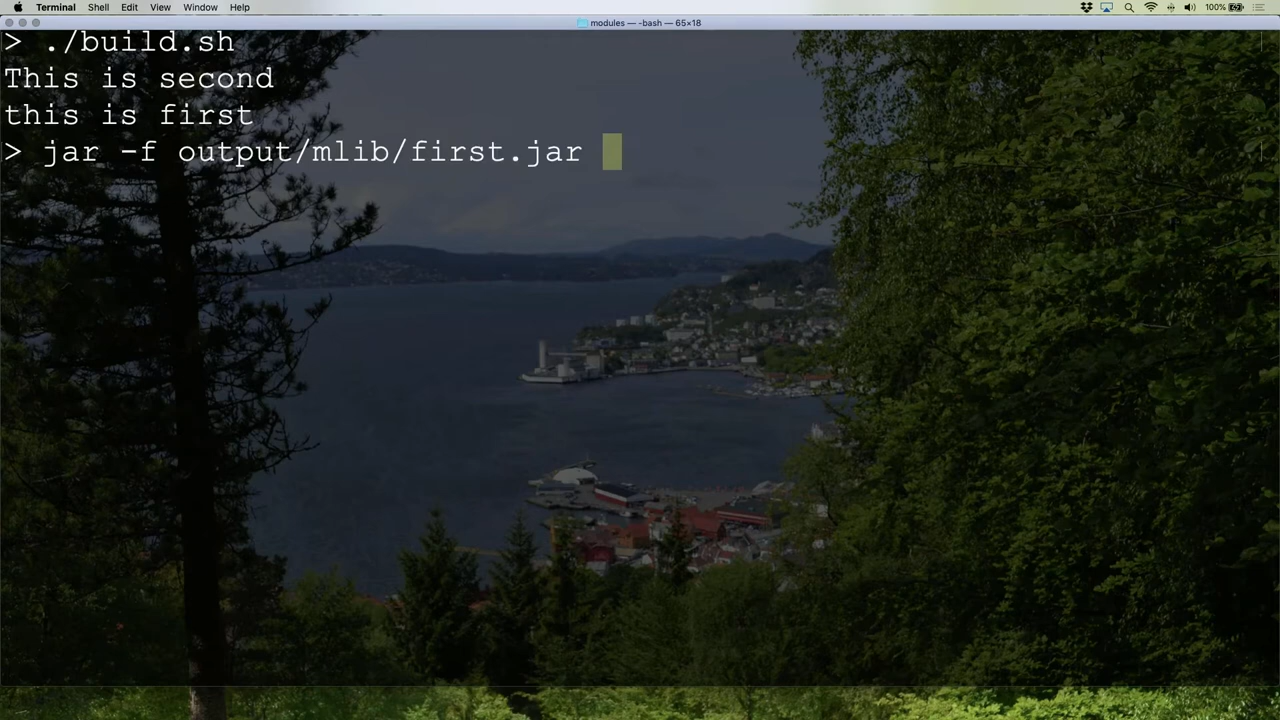 Terminal Shell Edit View Window Help 100%
modules — -bash — 65×18
> ./build.sh
This is second
this is first
> jar -f output/mlib/first.jar